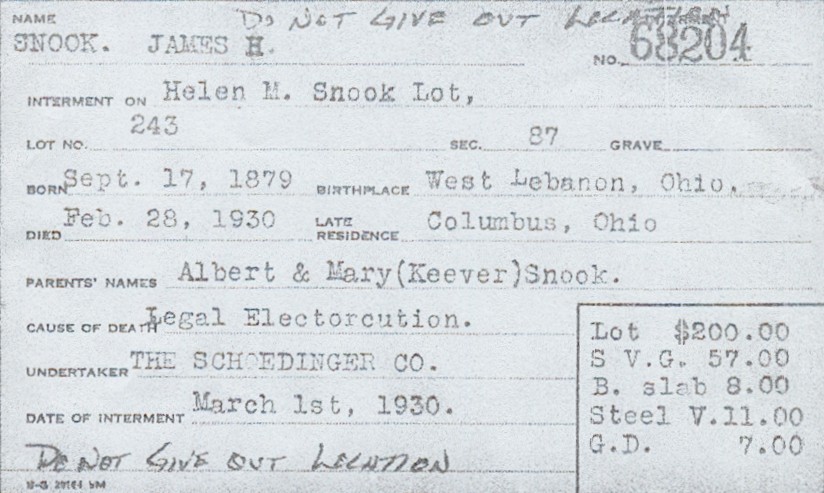 NAME DO NOT GIVE OUT LOCATION
SNOOK. JAMES H. NO. 68204
INTERMENT ON Helen M. Snook Lot,
LOT NO. 243 SEC. 87 GRAVE
BORN Sept. 17, 1879 BIRTHPLACE West Lebanon, Ohio.
DIED Feb. 28, 1930 LATE RESIDENCE Columbus, Ohio
PARENTS' NAMES Albert & Mary(Keever)Snook.
CAUSE OF DEATH Legal Electorcution.
UNDERTAKER THE SCHOEDINGER CO.
DATE OF INTERMENT March 1st, 1930.
Lot $200.00
S V.G. 57.00
B. slab 8.00
Steel V.11.00
G.D. 7.00
DO NOT GIVE OUT LOCATION